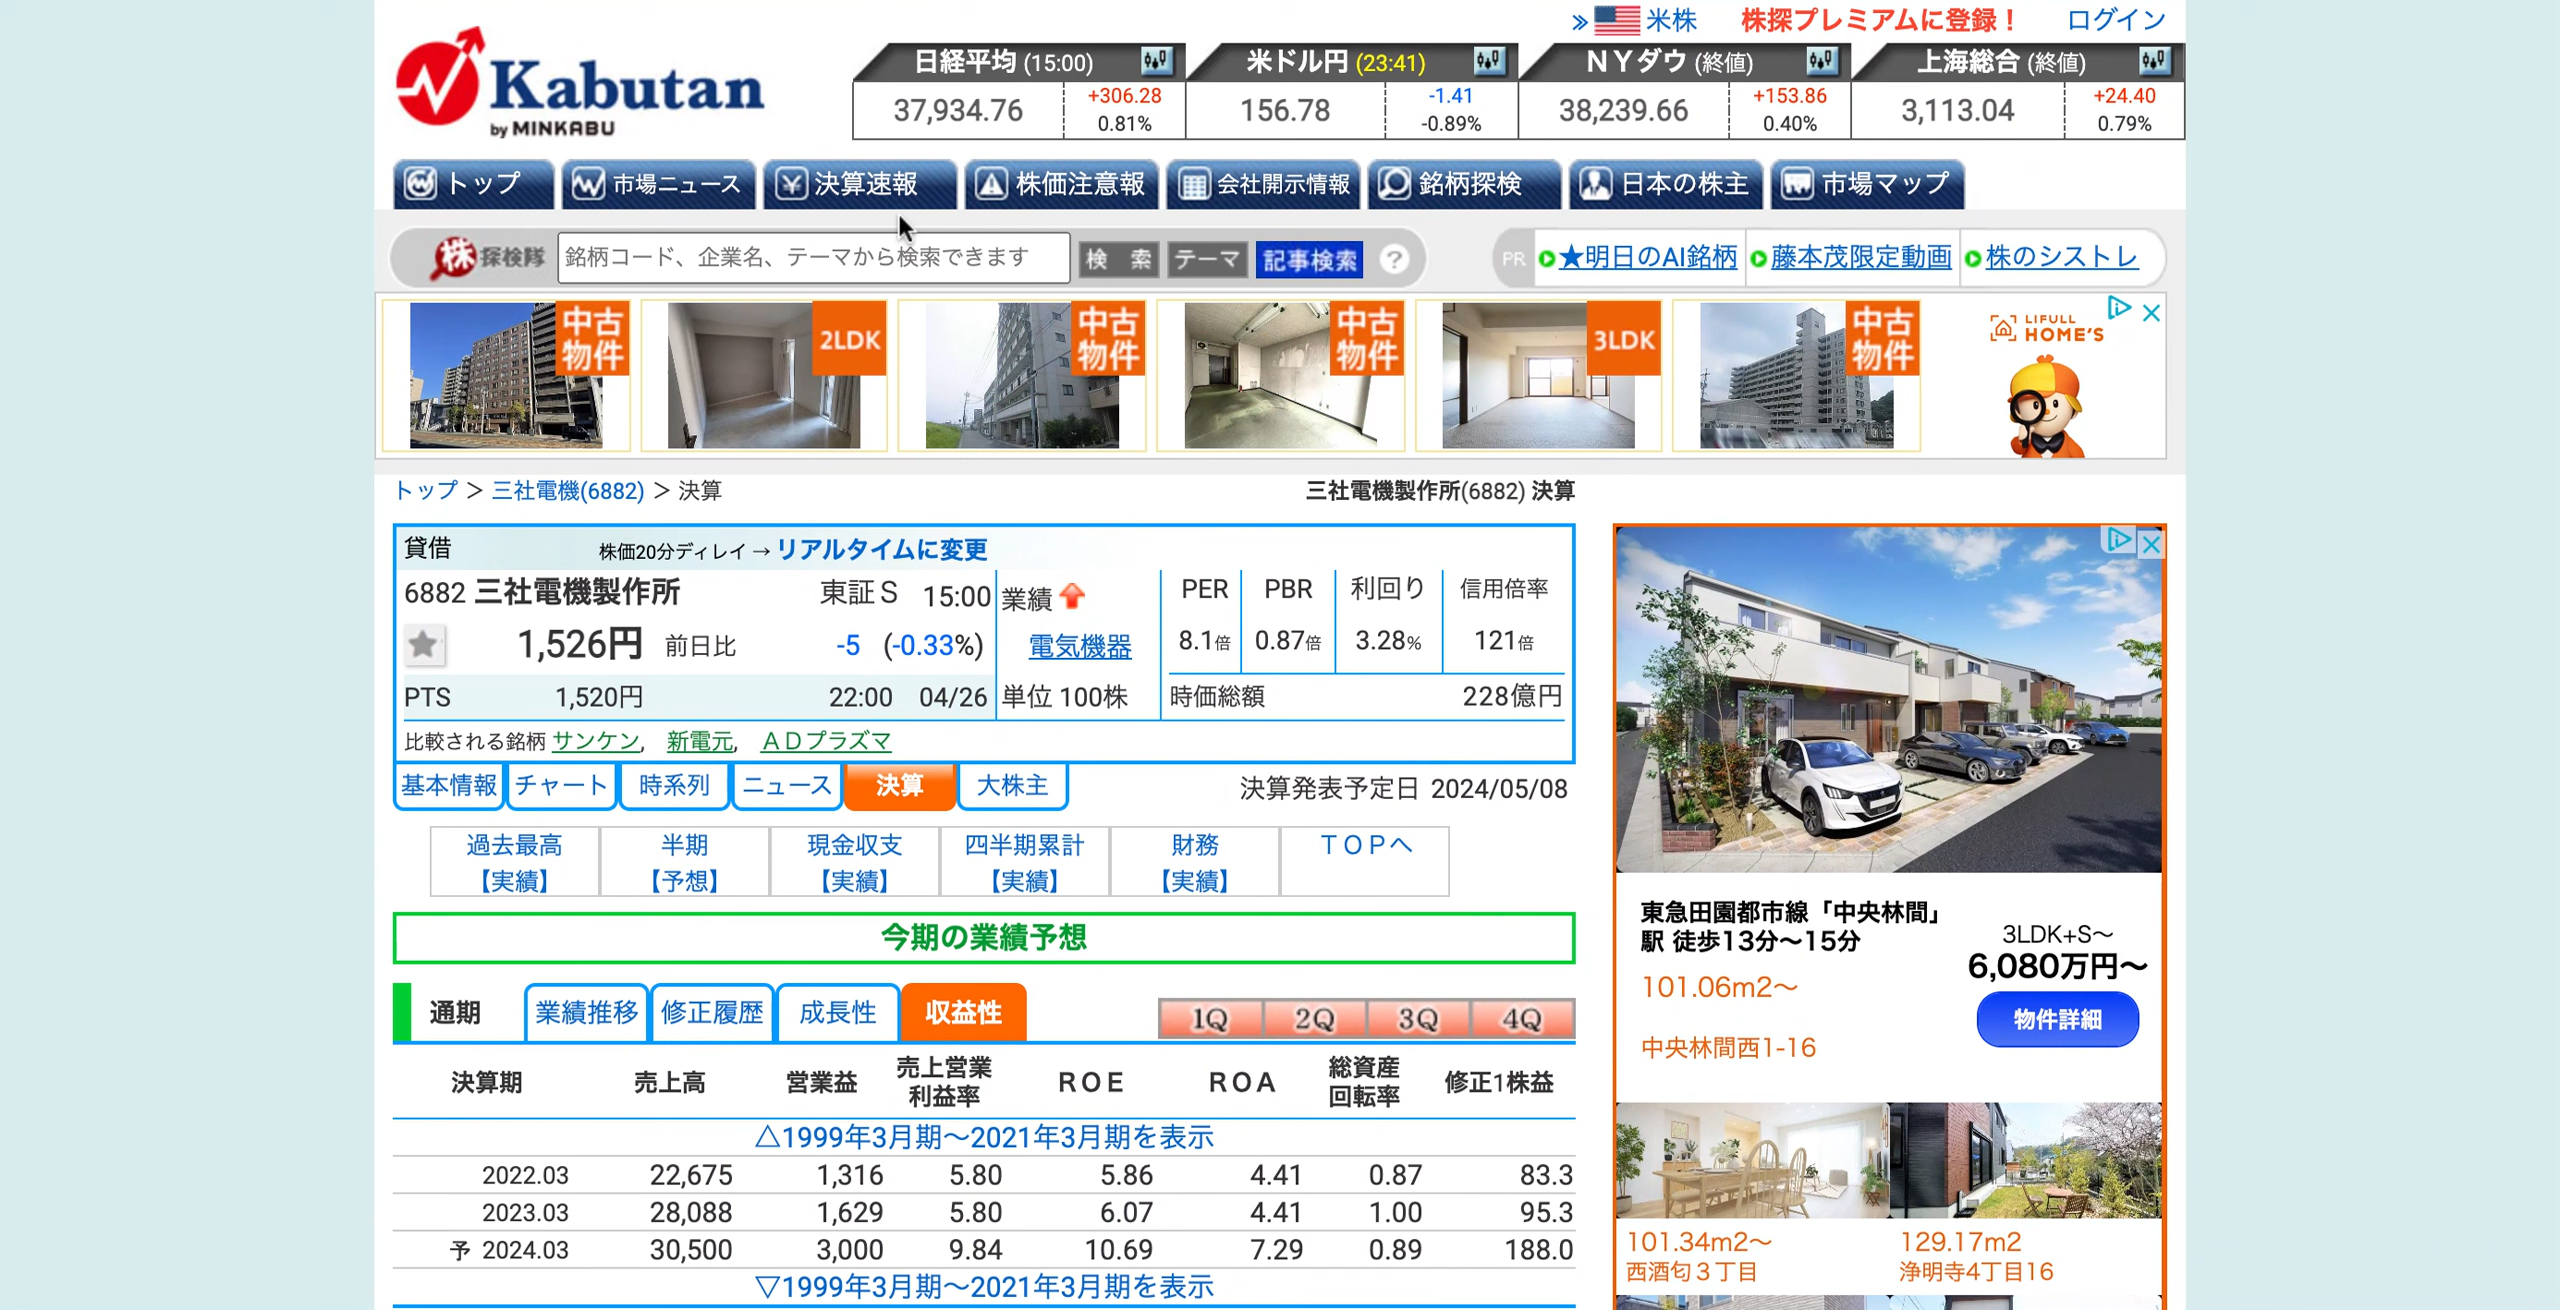 » 米株 株探プレミアムに登録！ ログイン
Kabutan
by MINKABU
日経平均 (15:00) 米ドル円 (23:41) ＮＹダウ (終値) 上海総合 (終値)
37,934.76 +306.28 0.81% 156.78 -1.41 -0.89% 38,239.66 +153.86 0.40% 3,113.04 +24.40 0.79%
トップ 市場ニュース 決算速報 株価注意報 会社開示情報 銘柄探検 日本の株主 市場マップ
株 探検隊 銘柄コード、企業名、テーマから検索できます 検 索 テーマ 記事検索 ? PR ★明日のAI銘柄 藤本茂限定動画 株のシストレ
中古物件 2LDK 中古物件 中古物件 3LDK 中古物件 LIFULL HOME'S
トップ ＞ 三社電機(6882) ＞ 決算 三社電機製作所(6882) 決算
貸借 株価20分ディレイ → リアルタイムに変更
6882 三社電機製作所 東証Ｓ 15:00 業績 PER PBR 利回り 信用倍率
1,526円 前日比 -5 (-0.33%) 電気機器 8.1倍 0.87倍 3.28% 121倍
PTS 1,520円 22:00 04/26 単位 100株 時価総額 228億円
比較される銘柄 サンケン, 新電元, ＡＤプラズマ
基本情報 チャート 時系列 ニュース 決算 大株主 決算発表予定日 2024/05/08
過去最高 半期 現金収支 四半期累計 財務 ＴＯＰへ
【実績】 【予想】 【実績】 【実績】 【実績】
今期の業績予想
通期 業績推移 修正履歴 成長性 収益性 1Q 2Q 3Q 4Q
決算期 売上高 営業益 売上営業利益率 ＲＯＥ ＲＯＡ 総資産回転率 修正1株益
△1999年3月期～2021年3月期を表示
2022.03 22,675 1,316 5.80 5.86 4.41 0.87 83.3
2023.03 28,088 1,629 5.80 6.07 4.41 1.00 95.3
予 2024.03 30,500 3,000 9.84 10.69 7.29 0.89 188.0
▽1999年3月期～2021年3月期を表示
東急田園都市線「中央林間」
駅 徒歩13分〜15分
101.06m2〜
中央林間西1-16
3LDK+S〜
6,080万円〜
物件詳細
101.34m2〜
西酒匂３丁目
129.17m2
浄明寺4丁目16